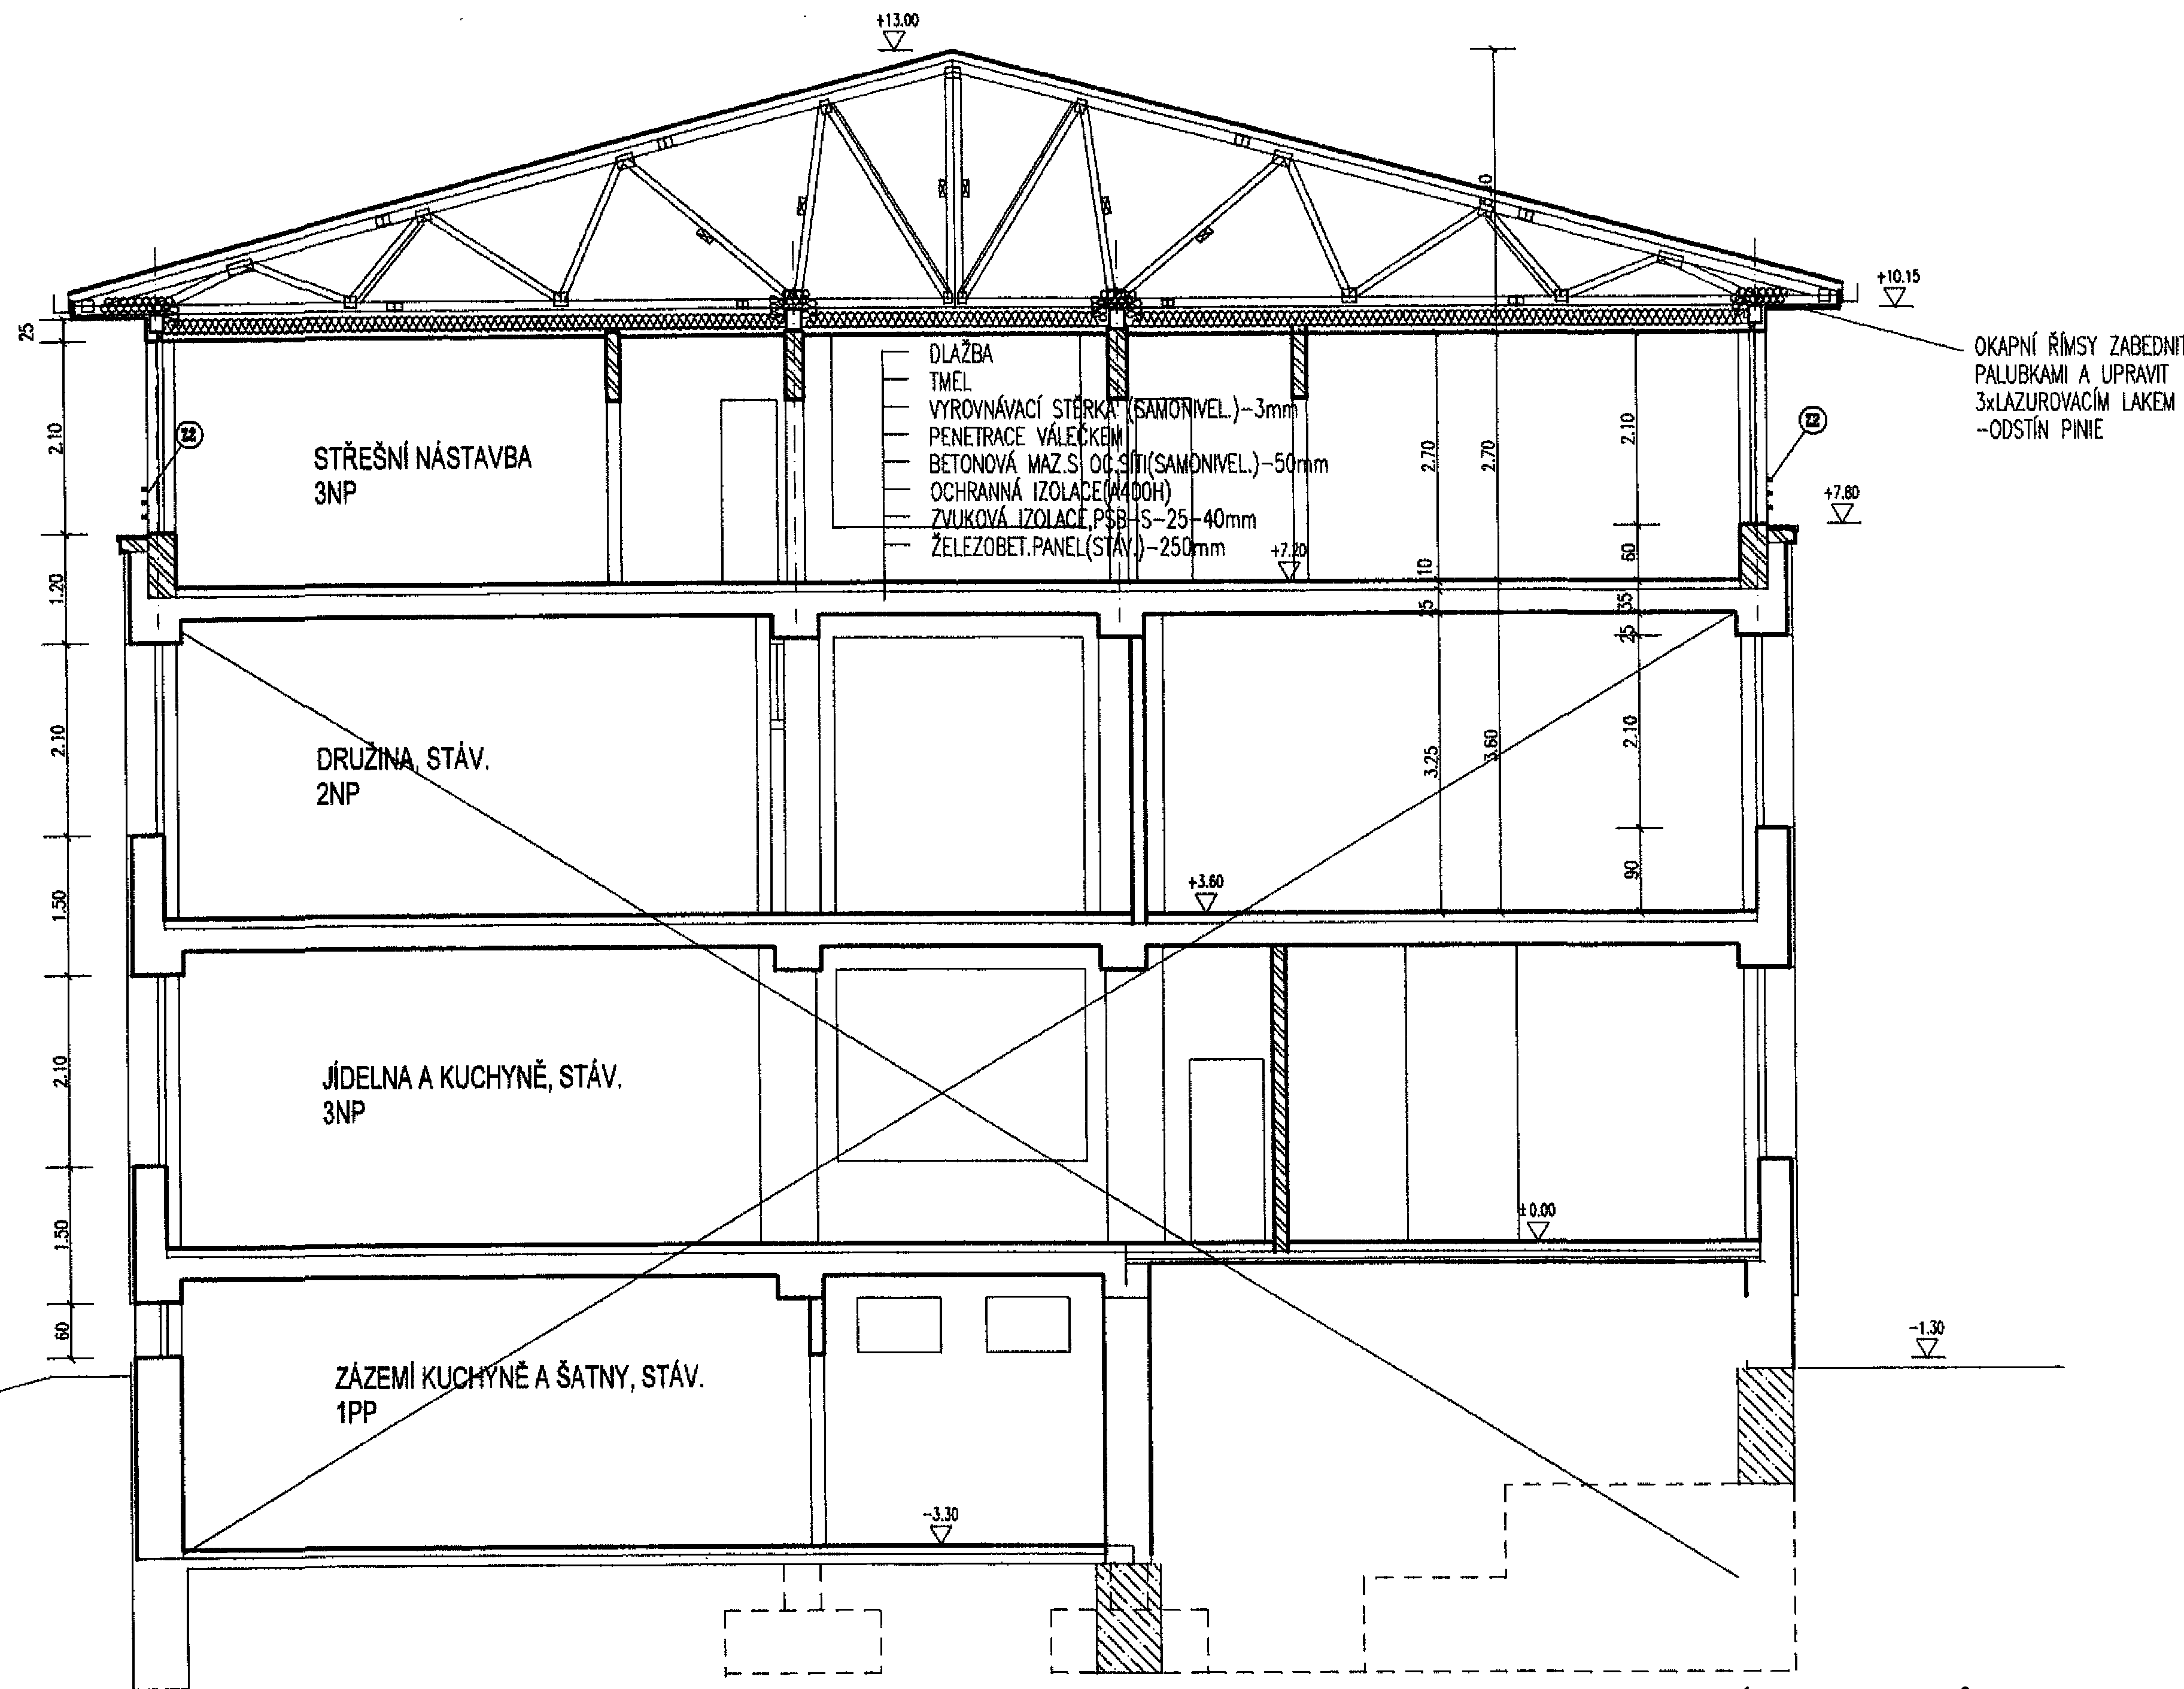 +13.00
+10.15
OKAPNÍ ŘÍMSY ZABEDNIT
PALUBKAMI A UPRAVIT
3xLAZUROVACÍM LAKEM
-ODSTÍN PINIE
25
DLAŽBA
TMEL
VYROVNÁVACÍ STĚRKA (SAMONIVEL.)-3mm
PENETRACE VÁLEČKEM
BETONOVÁ MAZ.S OC.SÍTI(SAMONIVEL.)-50mm
OCHRANNÁ IZOLACE(A400H)
ZVUKOVÁ IZOLACE,PSB-S-25-40mm
ŽELEZOBET.PANEL(STÁV.)-250mm
STŘEŠNÍ NÁSTAVBA
3NP
Z2
Z2
2.10
2.70
2.70
2.10
+7.80
+7.20
1.20
10
60
25
35
25
DRUŽINA, STÁV.
2NP
2.10
3.25
3.60
2.10
90
+3.60
1.50
JÍDELNA A KUCHYNĚ, STÁV.
3NP
2.10
±0.00
1.50
60
-1.30
ZÁZEMÍ KUCHYNĚ A ŠATNY, STÁV.
1PP
-3.30